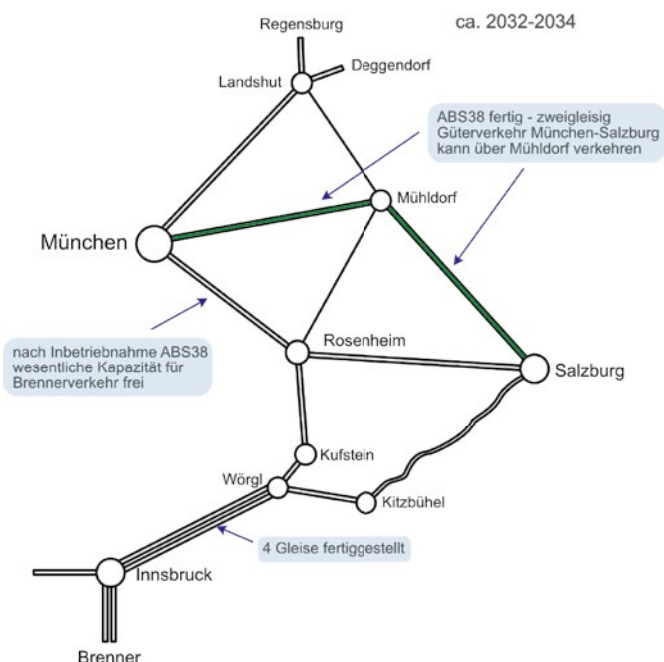 Regensburg
ca. 2032-2034
Deggendorf
Landshut
ABS38 fertig - zweigleisig
Güterverkehr München-Salzburg
kann über Mühldorf verkehren
Mühldorf
München
Rosenheim
nach Inbetriebnahme ABS38
wesentliche Kapazität für
Brennerverkehr frei
Salzburg
Kufstein
Wörgl
Kitzbühel
4 Gleise fertiggestellt
Innsbruck
Brenner